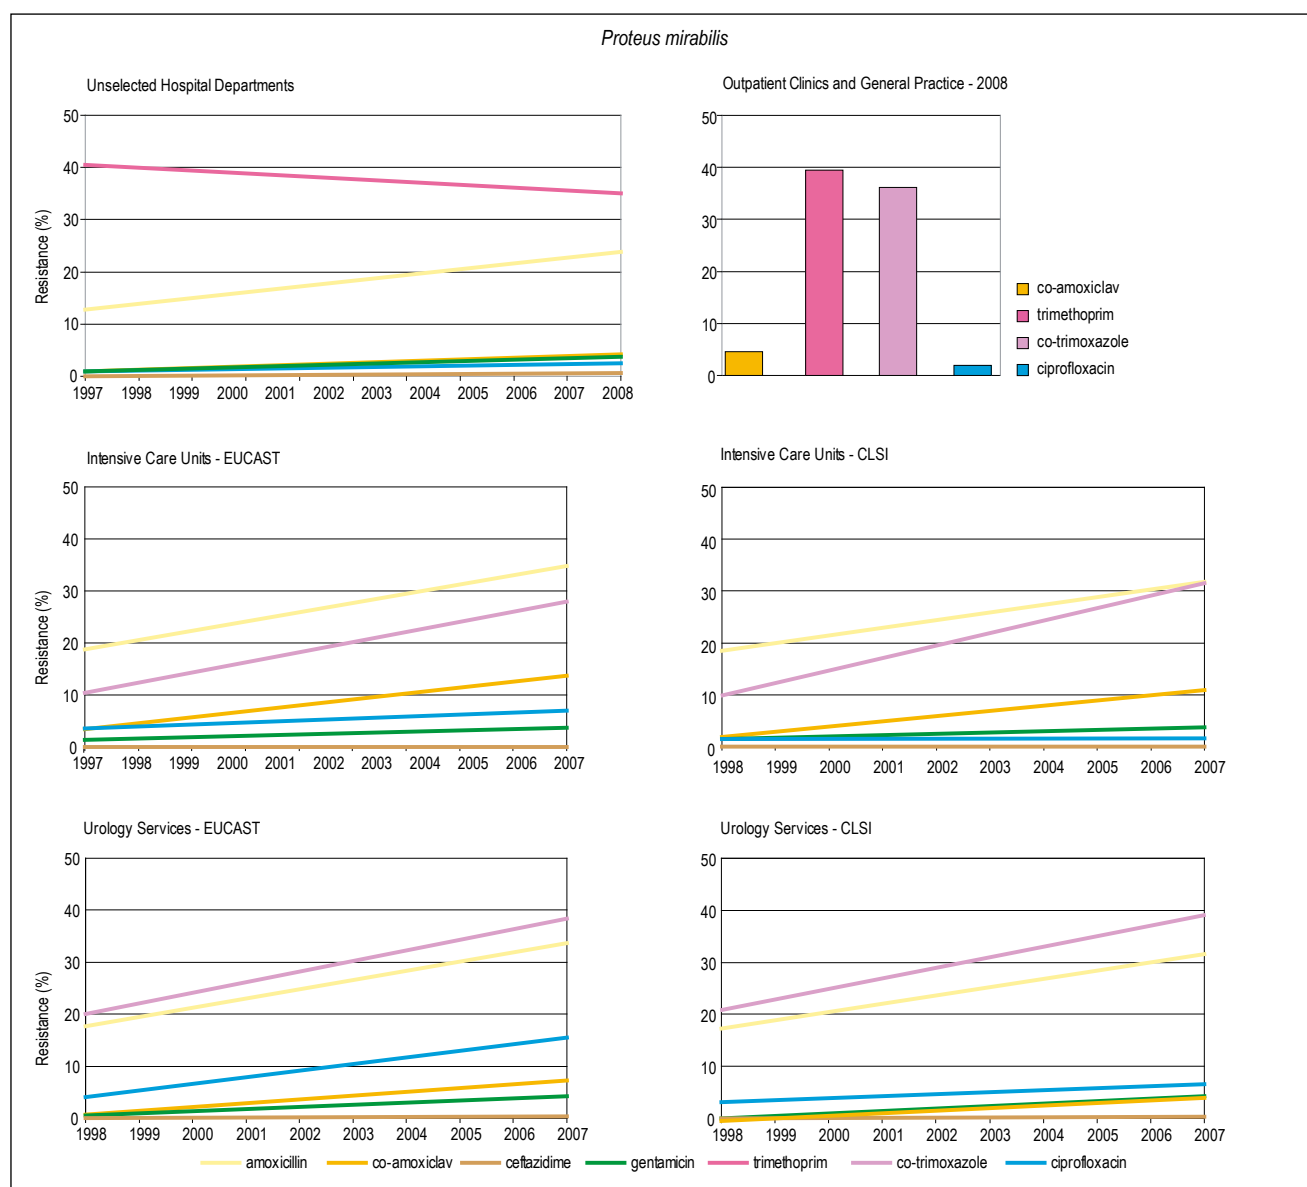 Proteus mirabilis
Unselected Hospital Departments
Resistance (%)
50
40
30
20
10
0
1997 1998 1999 2000 2001 2002 2003 2004 2005 2006 2007 2008
Outpatient Clinics and General Practice - 2008
50
40
30
20
10
0
co-amoxiclav
trimethoprim
co-trimoxazole
ciprofloxacin
Intensive Care Units - EUCAST
Resistance (%)
50
40
30
20
10
0
1997 1998 1999 2000 2001 2002 2003 2004 2005 2006 2007
Intensive Care Units - CLSI
50
40
30
20
10
0
1998 1999 2000 2001 2002 2003 2004 2005 2006 2007
Urology Services - EUCAST
Resistance (%)
50
40
30
20
10
0
1998 1999 2000 2001 2002 2003 2004 2005 2006 2007
Urology Services - CLSI
50
40
30
20
10
0
1998 1999 2000 2001 2002 2003 2004 2005 2006 2007
amoxicillin co-amoxiclav ceftazidime gentamicin trimethoprim co-trimoxazole ciprofloxacin